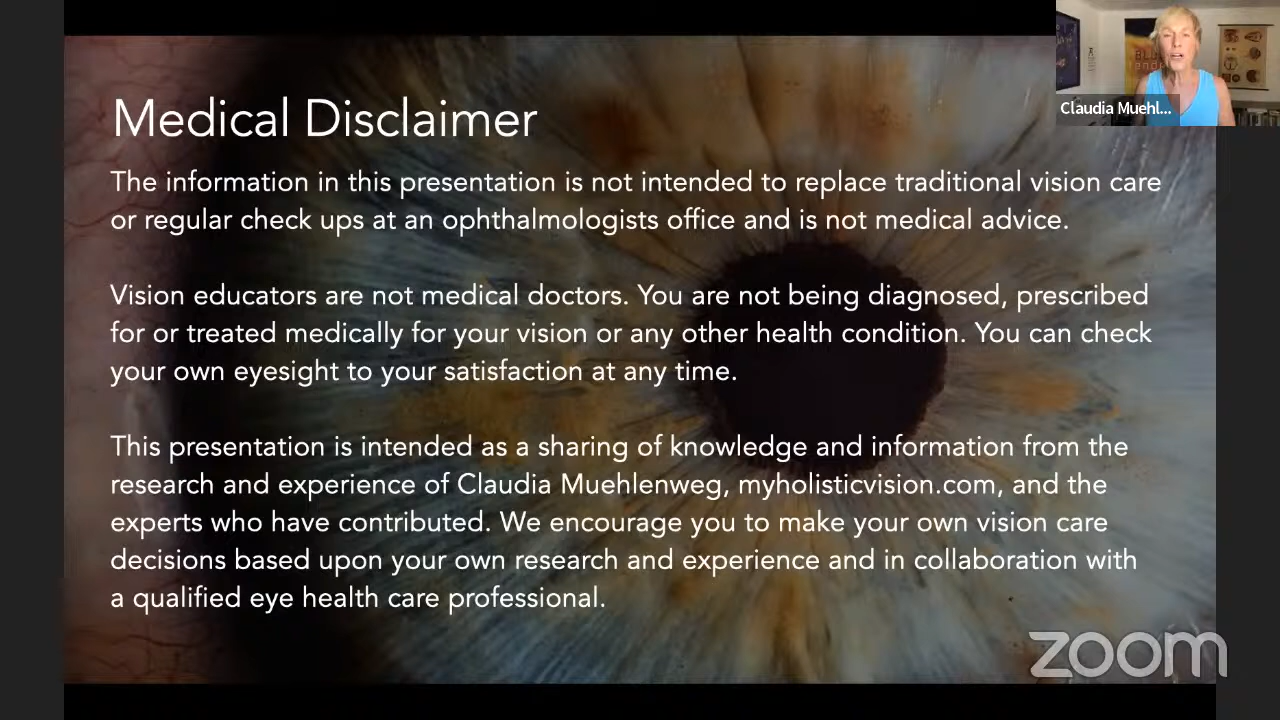 Medical Disclaimer
The information in this presentation is not intended to replace traditional vision care
or regular check ups at an ophthalmologists office and is not medical advice.
Vision educators are not medical doctors. You are not being diagnosed, prescribed
for or treated medically for your vision or any other health condition. You can check
your own eyesight to your satisfaction at any time.
This presentation is intended as a sharing of knowledge and information from the
research and experience of Claudia Muehlenweg, myholisticvision.com, and the
experts who have contributed. We encourage you to make your own vision care
decisions based upon your own research and experience and in collaboration with
a qualified eye health care professional.
Claudia Muehl...
zoom